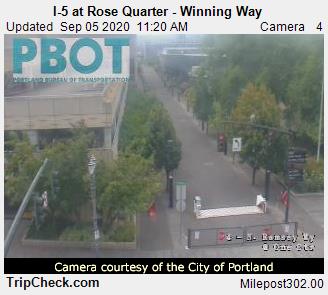 I-5 at Rose Quarter - Winning Way
Updated Sep 05 2020 11:20 AM Camera 4
PBOT
PORTLAND BUREAU OF TRANSPORTATION
Camera courtesy of the City of Portland
TripCheck.com Milepost302.00